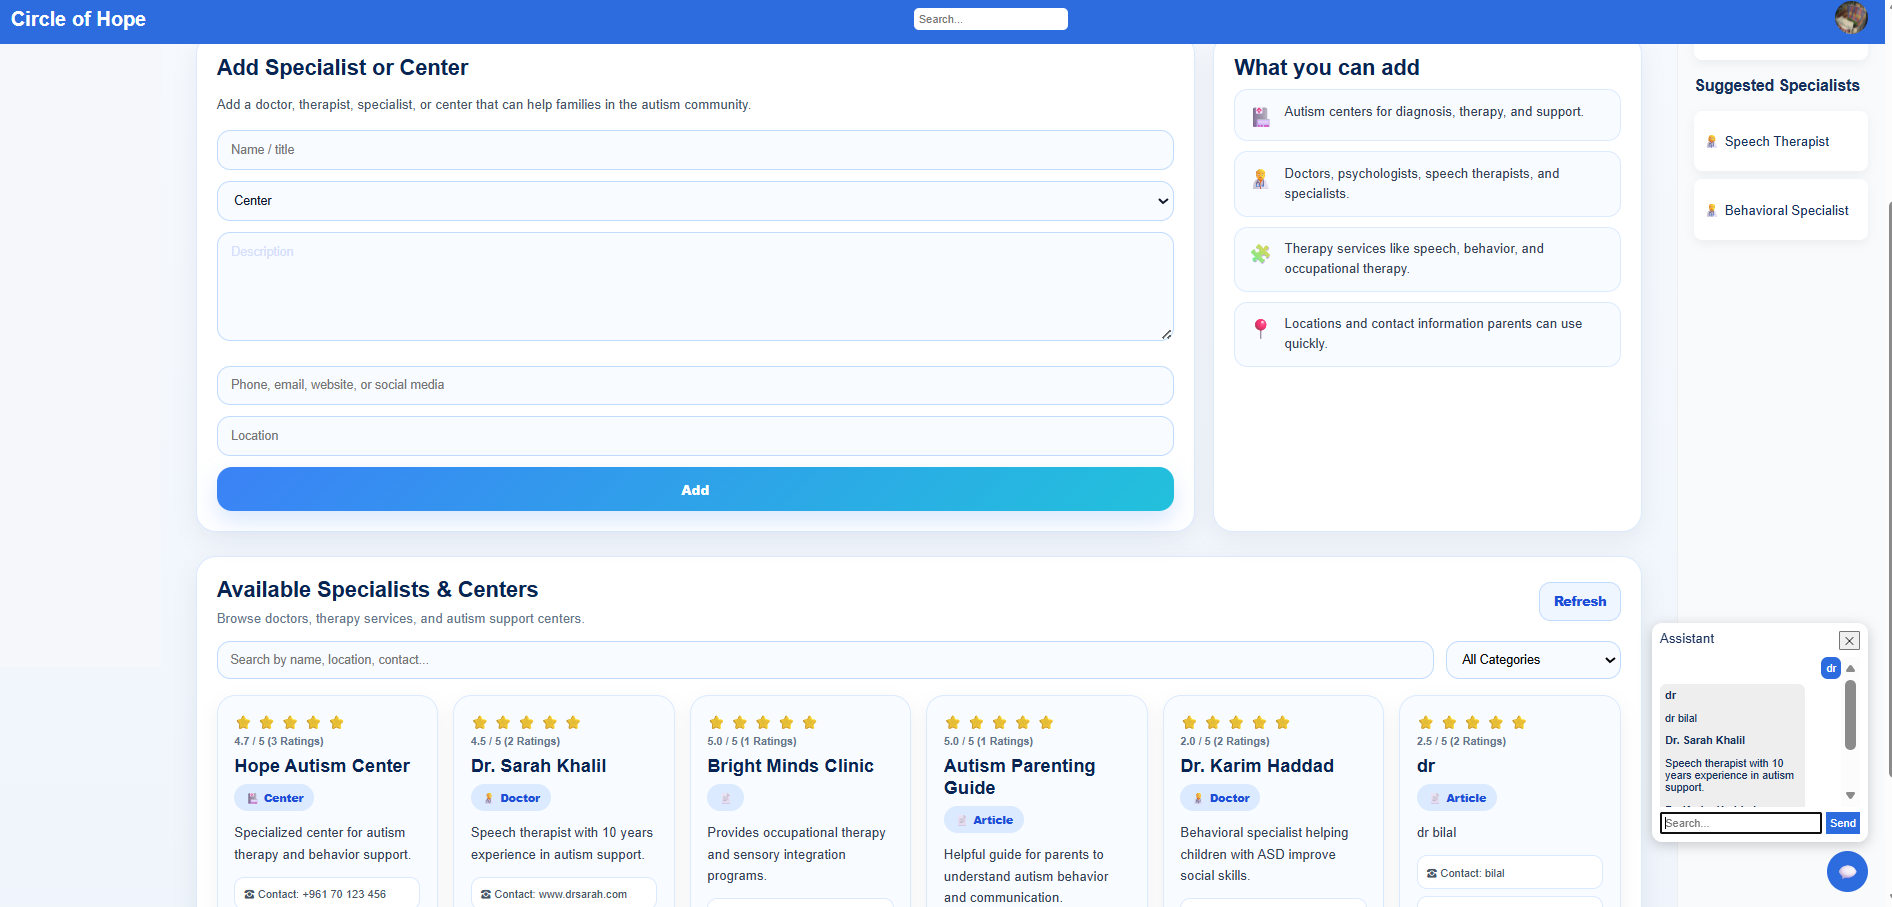 Circle of Hope
Search...
Add Specialist or Center
Add a doctor, therapist, specialist, or center that can help families in the autism community.
Name / title
Center
Description
Phone, email, website, or social media
Location
Add
What you can add
Autism centers for diagnosis, therapy, and support.
Doctors, psychologists, speech therapists, and
specialists.
Therapy services like speech, behavior, and
occupational therapy.
Locations and contact information parents can use
quickly.
Suggested Specialists
Speech Therapist
Behavioral Specialist
Available Specialists & Centers
Browse doctors, therapy services, and autism support centers.
Refresh
Search by name, location, contact...
All Categories
4.7 / 5 (3 Ratings)
Hope Autism Center
Center
Specialized center for autism
therapy and behavior support.
Contact: +961 70 123 456
4.5 / 5 (2 Ratings)
Dr. Sarah Khalil
Doctor
Speech therapist with 10 years
experience in autism support.
Contact: www.drsarah.com
5.0 / 5 (1 Ratings)
Bright Minds Clinic
Provides occupational therapy
and sensory integration
programs.
5.0 / 5 (1 Ratings)
Autism Parenting
Guide
Article
Helpful guide for parents to
understand autism behavior
and communication.
2.0 / 5 (2 Ratings)
Dr. Karim Haddad
Doctor
Behavioral specialist helping
children with ASD improve
social skills.
2.5 / 5 (2 Ratings)
dr
Article
dr bilal
Contact: bilal
Assistant
dr
dr
dr bilal
Dr. Sarah Khalil
Speech therapist with 10
years experience in autism
support.
Search...
Send